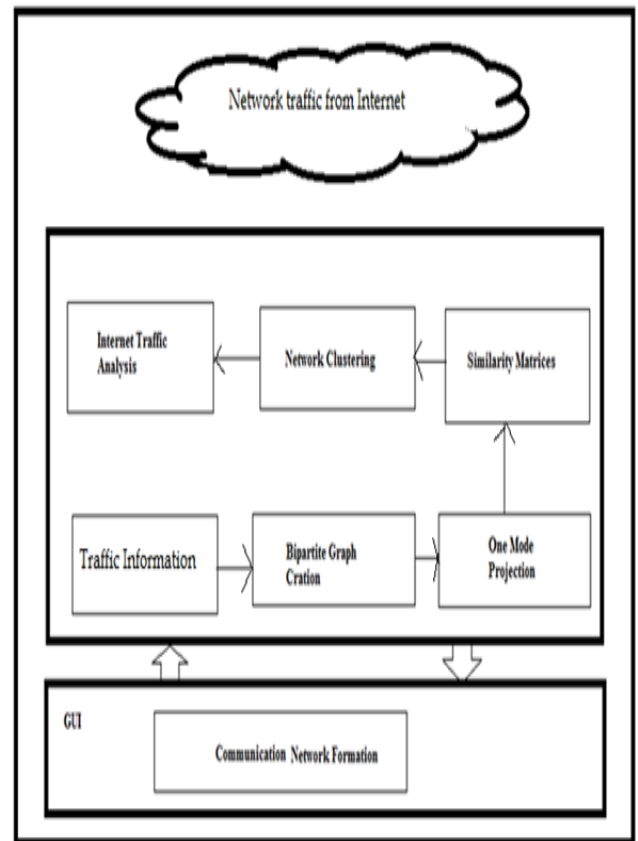 Network traffic from Internet
Internet Traffic
Analysis
Network Clustering
Similarity Matrices
Traffic Information
Bipartite Graph
Cration
One Mode
Projection
GUI
Communication Network Formation